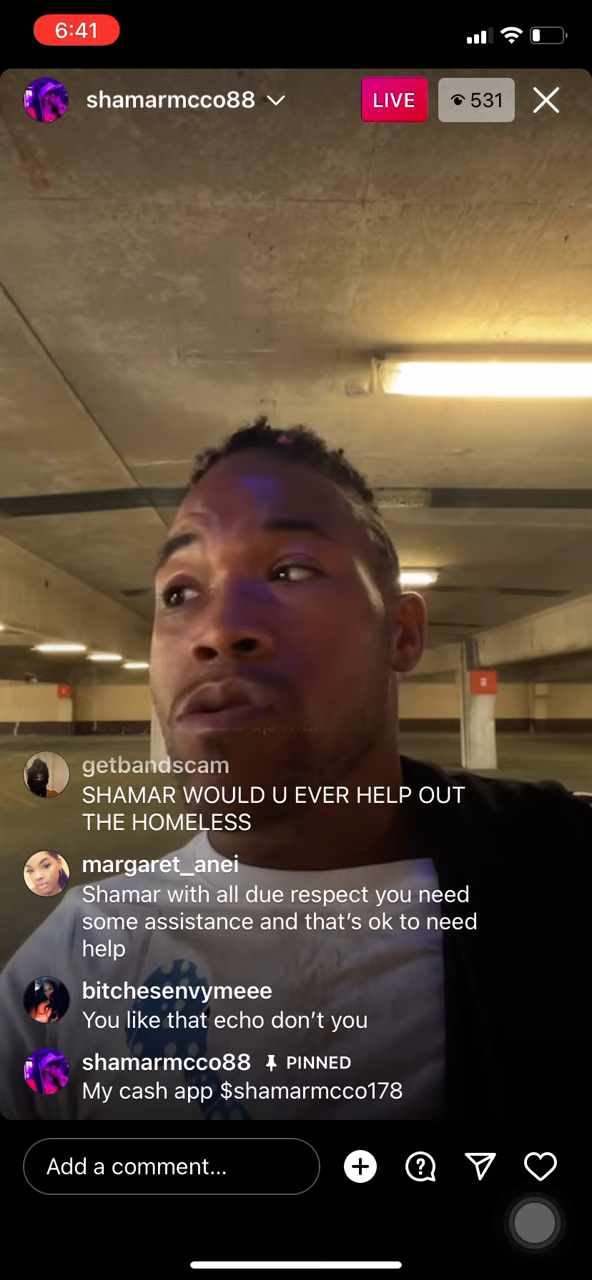 6:41
shamarmcco88
LIVE
531
getbandscam
SHAMAR WOULD U EVER HELP OUT
THE HOMELESS
margaret_anei
Shamar with all due respect you need
some assistance and that’s ok to need
help
bitchesenvymeee
You like that echo don’t you
shamarmcco88 PINNED
My cash app $shamarmcco178
Add a comment...